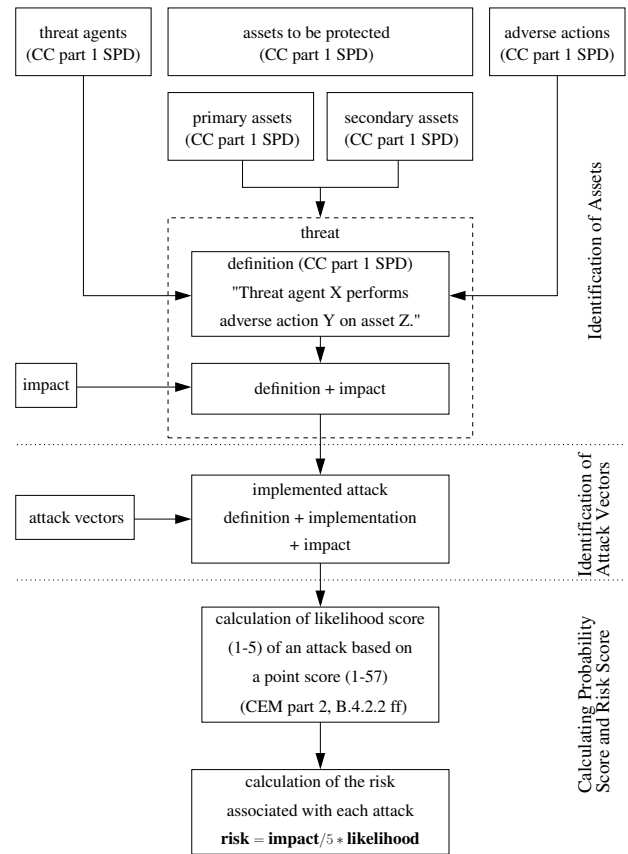 threat agents
(CC part 1 SPD)
assets to be protected
(CC part 1 SPD)
adverse actions
(CC part 1 SPD)
primary assets
(CC part 1 SPD)
secondary assets
(CC part 1 SPD)
threat
definition (CC part 1 SPD)
"Threat agent X performs
adverse action Y on asset Z."
impact
definition + impact
Identification of Assets
attack vectors
implemented attack
definition + implementation
+ impact
Identification of
Attack Vectors
calculation of likelihood score
(1-5) of an attack based on
a point score (1-57)
(CEM part 2, B.4.2.2 ff)
calculation of the risk
associated with each attack
risk = impact/5 * likelihood
Calculating Probability
Score and Risk Score